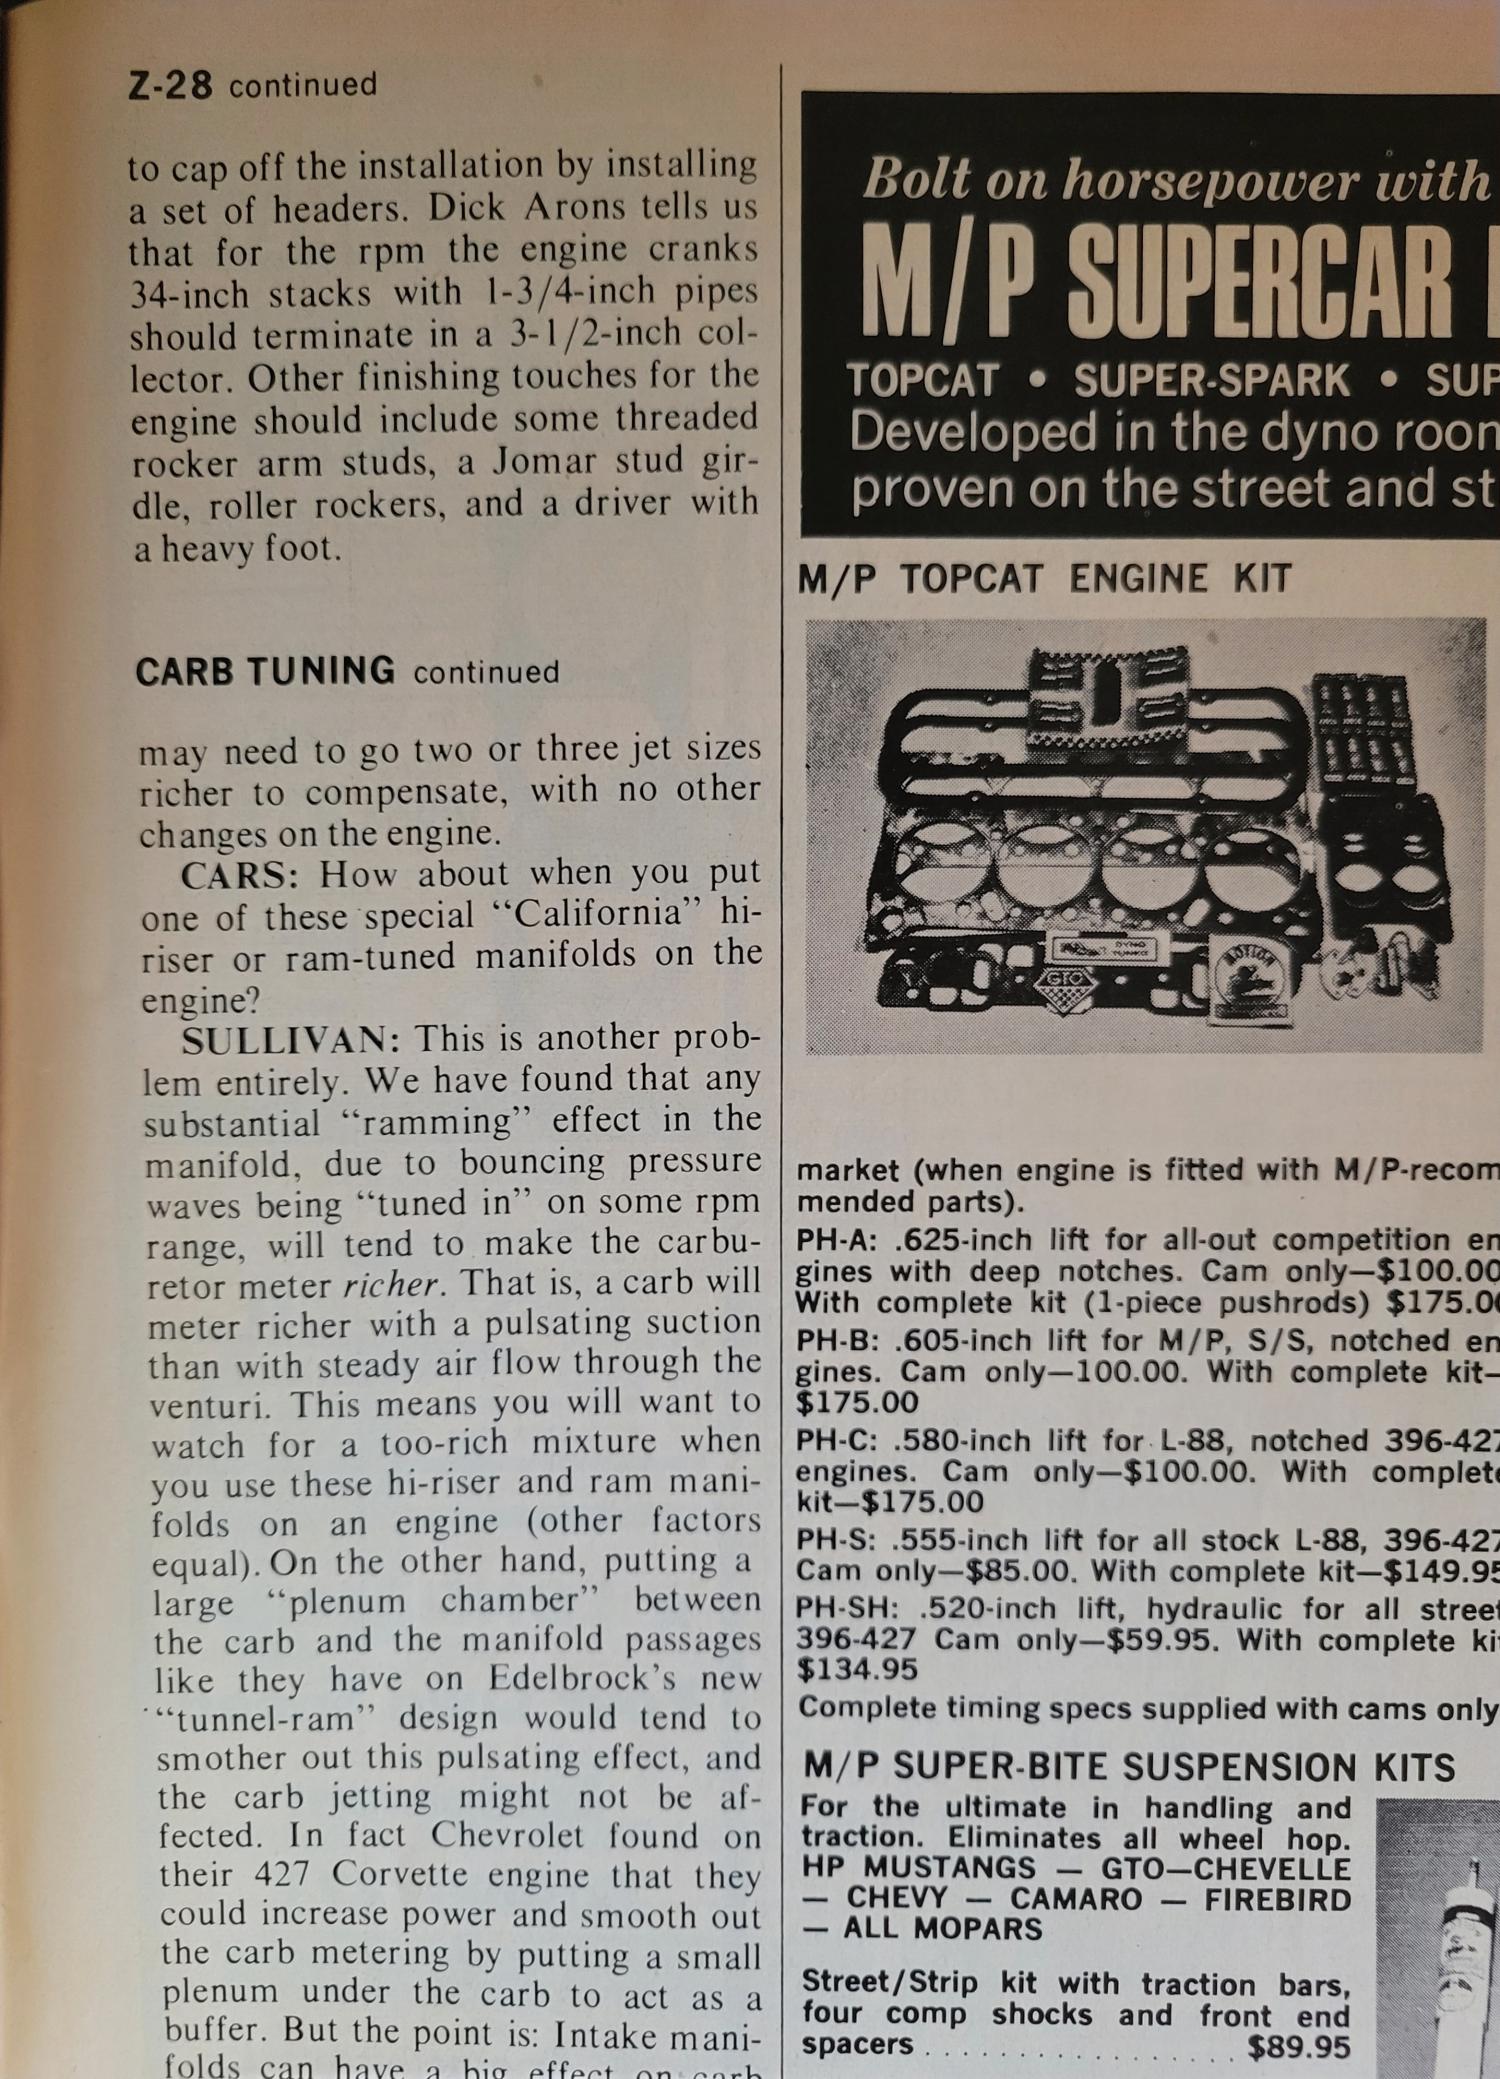 Z-28 continued
to cap off the installation by installing
a set of headers. Dick Arons tells us
that for the rpm the engine cranks
34-inch stacks with 1-3/4-inch pipes
should terminate in a 3-1/2-inch col-
lector. Other finishing touches for the
engine should include some threaded
rocker arm studs, a Jomar stud gir-
dle, roller rockers, and a driver with
a heavy foot.
CARB TUNING continued
may need to go two or three jet sizes
richer to compensate, with no other
changes on the engine.
CARS: How about when you put
one of these special “California” hi-
riser or ram-tuned manifolds on the
engine?
SULLIVAN: This is another prob-
lem entirely. We have found that any
substantial “ramming” effect in the
manifold, due to bouncing pressure
waves being “tuned in” on some rpm
range, will tend to make the carbu-
retor meter richer. That is, a carb will
meter richer with a pulsating suction
than with steady air flow through the
venturi. This means you will want to
watch for a too-rich mixture when
you use these hi-riser and ram mani-
folds on an engine (other factors
equal). On the other hand, putting a
large “plenum chamber” between
the carb and the manifold passages
like they have on Edelbrock’s new
“tunnel-ram” design would tend to
smother out this pulsating effect, and
the carb jetting might not be af-
fected. In fact Chevrolet found on
their 427 Corvette engine that they
could increase power and smooth out
the carb metering by putting a small
plenum under the carb to act as a
buffer. But the point is: Intake mani-
folds can have a big effect on carb
Bolt on horsepower with
M/P SUPERCAR
TOPCAT • SUPER-SPARK • SUP
Developed in the dyno room
proven on the street and st
M/P TOPCAT ENGINE KIT
DYNO
GTO
MOTION
market (when engine is fitted with M/P-recom
mended parts).
PH-A: .625-inch lift for all-out competition en
gines with deep notches. Cam only—$100.00
With complete kit (1-piece pushrods) $175.00
PH-B: .605-inch lift for M/P, S/S, notched en
gines. Cam only—100.00. With complete kit—
$175.00
PH-C: .580-inch lift for L-88, notched 396-427
engines. Cam only—$100.00. With complete
kit—$175.00
PH-S: .555-inch lift for all stock L-88, 396-427
Cam only—$85.00. With complete kit—$149.95
PH-SH: .520-inch lift, hydraulic for all street
396-427 Cam only—$59.95. With complete kit
$134.95
Complete timing specs supplied with cams only
M/P SUPER-BITE SUSPENSION KITS
For the ultimate in handling and
traction. Eliminates all wheel hop.
HP MUSTANGS — GTO—CHEVELLE
— CHEVY — CAMARO — FIREBIRD
— ALL MOPARS
Street/Strip kit with traction bars,
four comp shocks and front end
spacers . . . . . . . . . . . . . . . . . . $89.95